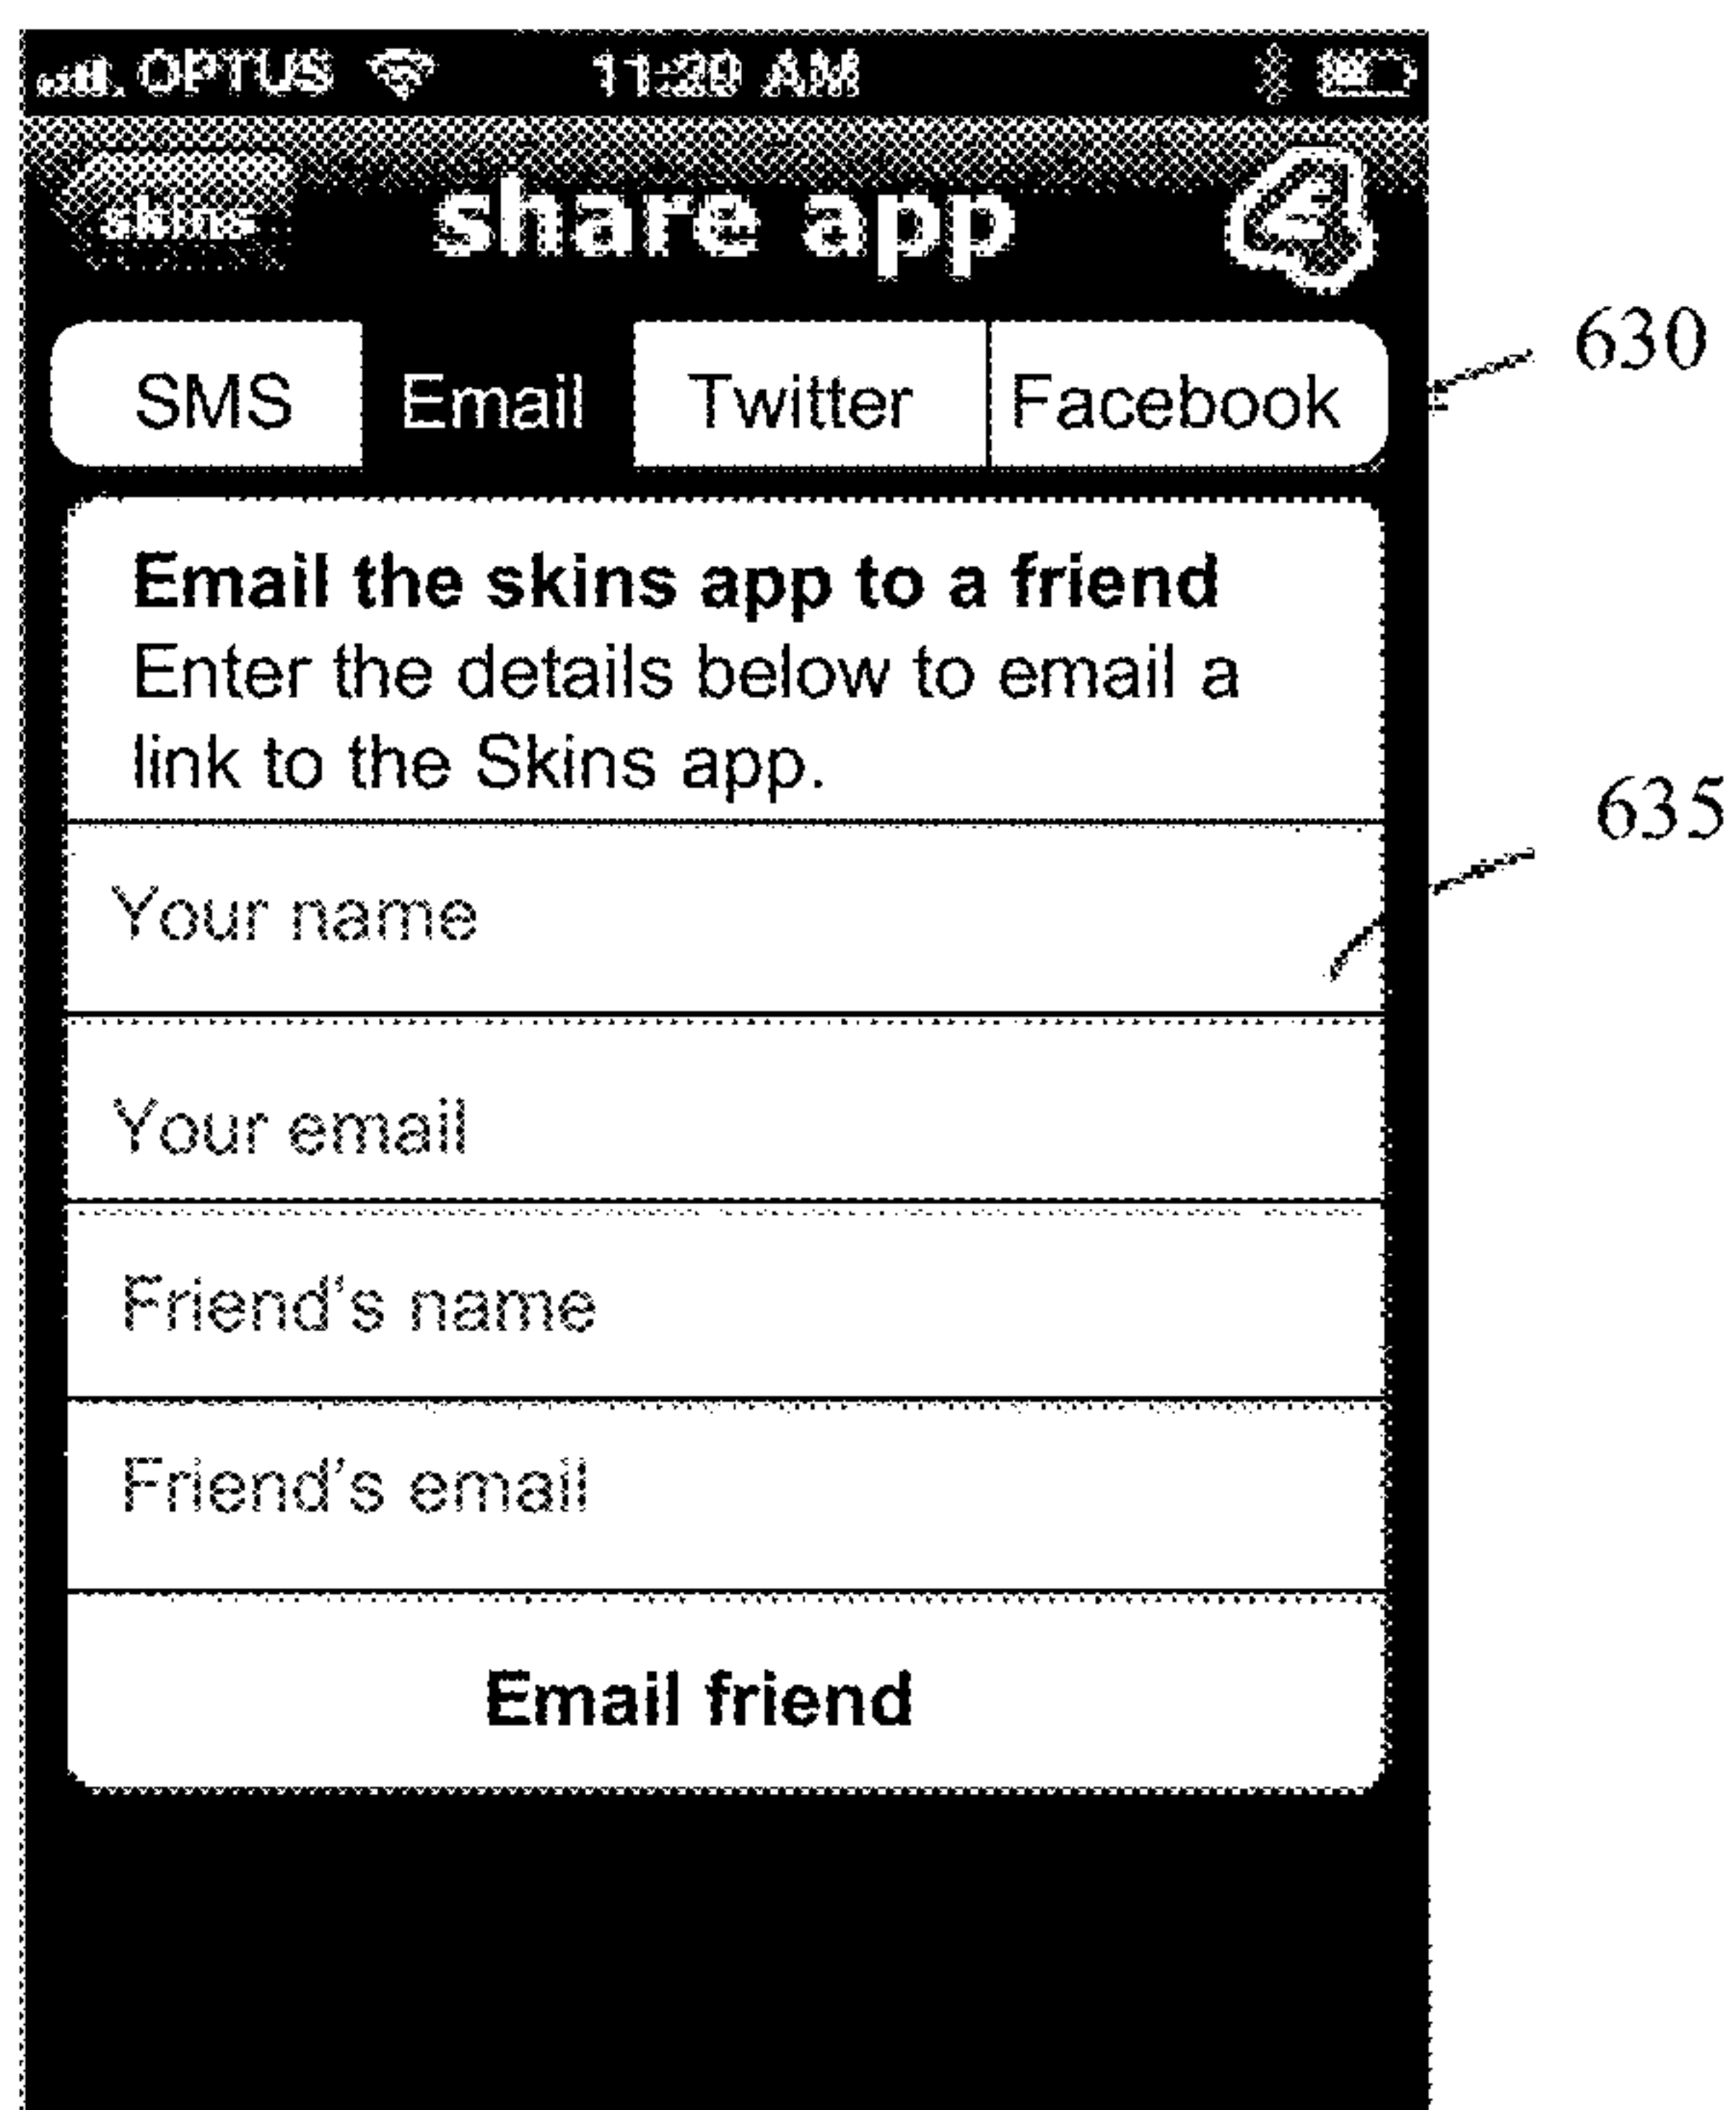 OPTUS 11:20 AM
skins share app
SMS Email Twitter Facebook
630
Email the skins app to a friend
Enter the details below to email a
link to the Skins app.
635
Your name
Your email
Friend's name
Friend's email
Email friend